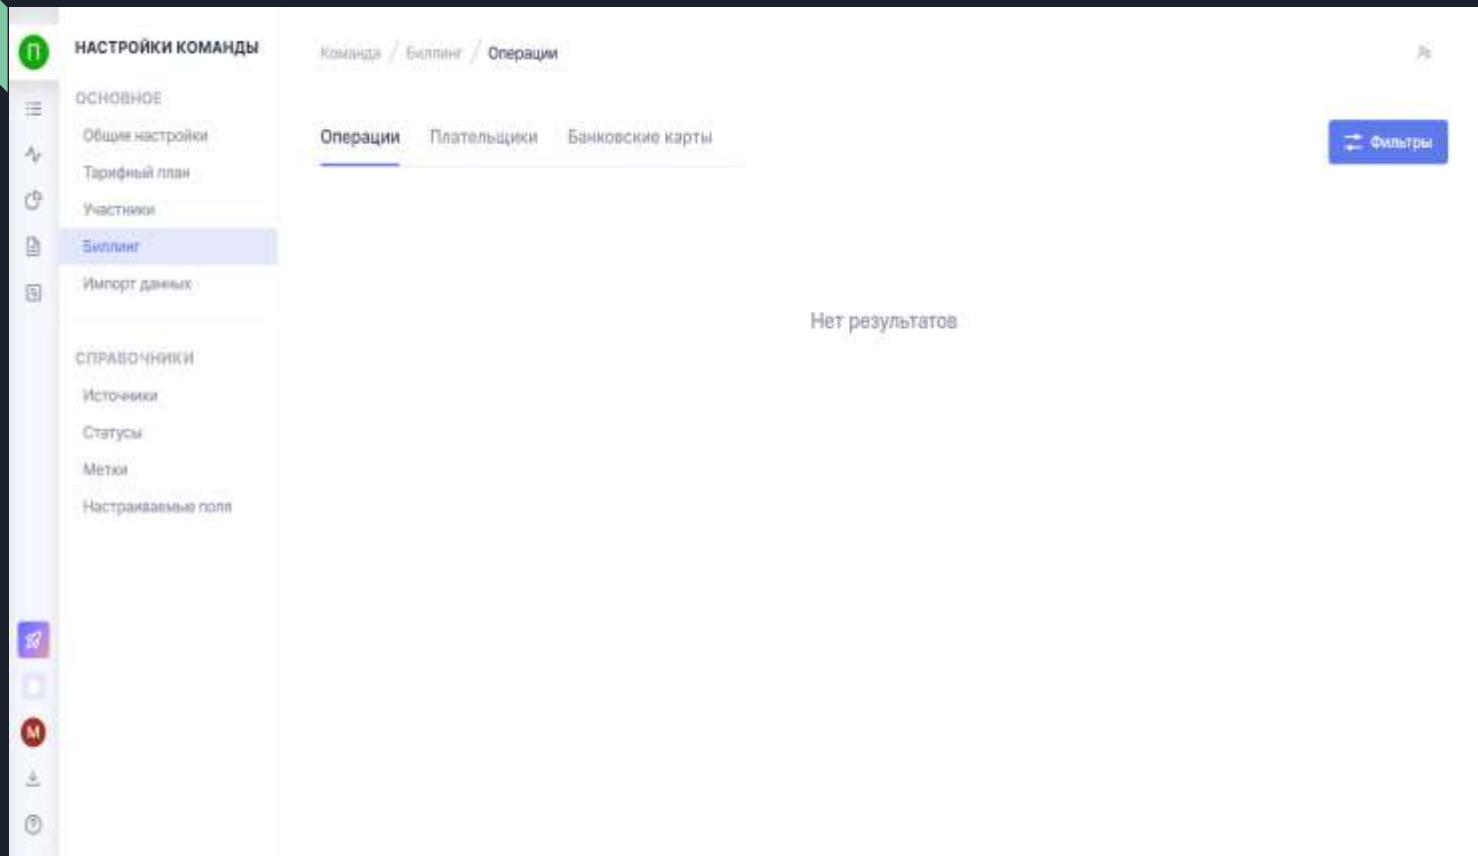 П
НАСТРОЙКИ КОМАНДЫ
ОСНОВНОЕ
Общие настройки
Тарифный план
Участники
Биллинг
Импорт данных
СПРАВОЧНИКИ
Источники
Статусы
Метки
Настраиваемые поля
М
Команда / Биллинг / Операции
Операции Плательщики Банковские карты
Фильтры
Нет результатов